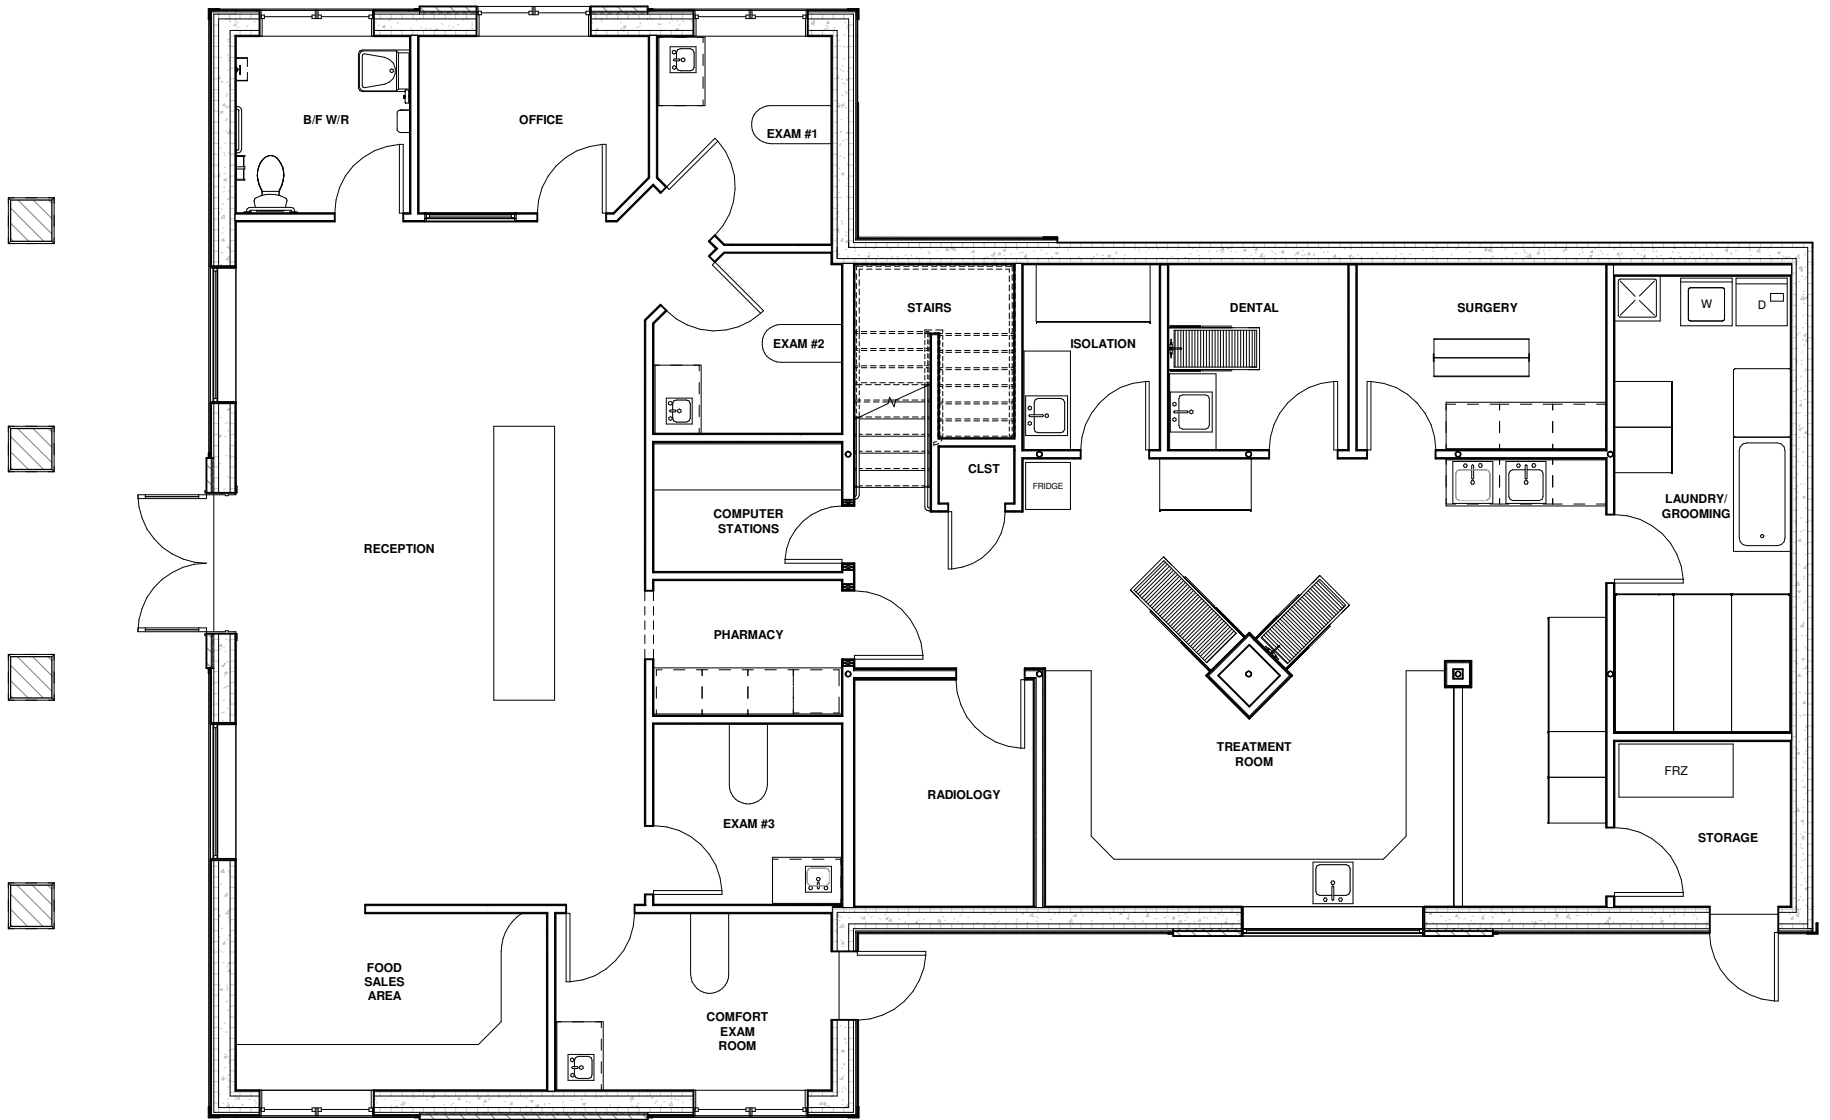 B/F W/R
OFFICE
EXAM #1
STAIRS
DENTAL
SURGERY
W
D
EXAM #2
ISOLATION
CLST
FRIDGE
COMPUTER
STATIONS
LAUNDRY/
GROOMING
RECEPTION
PHARMACY
TREATMENT
ROOM
FRZ
RADIOLOGY
EXAM #3
STORAGE
FOOD
SALES
AREA
COMFORT
EXAM
ROOM